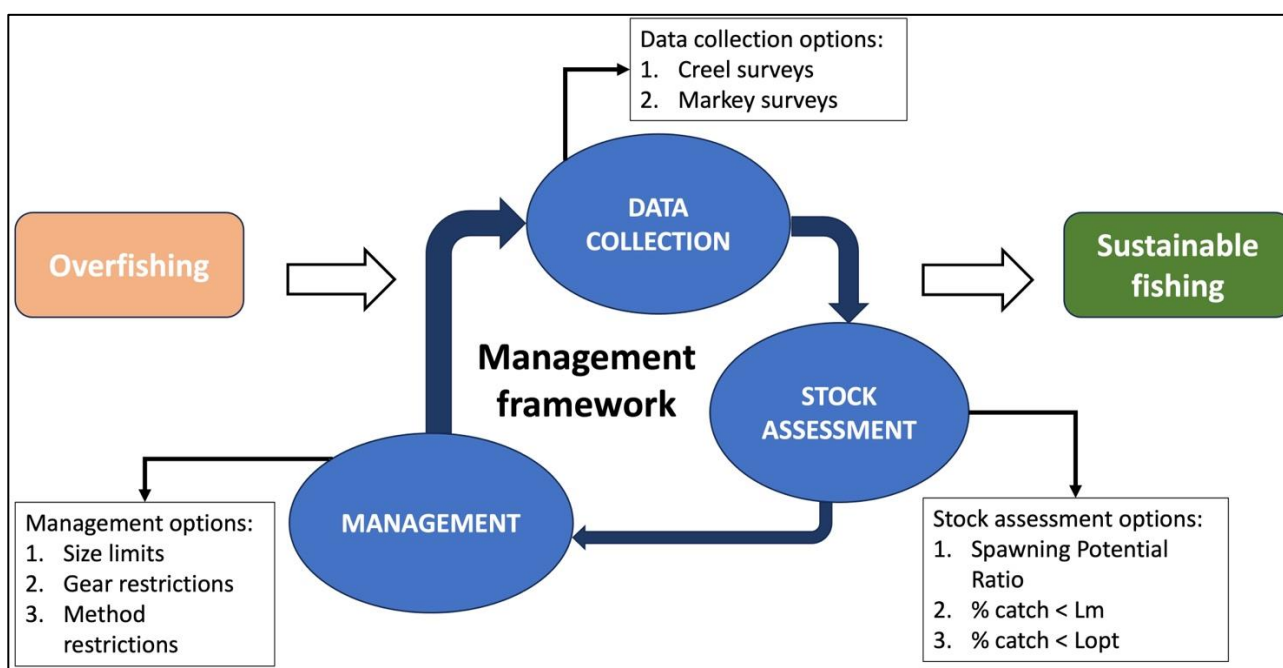 Data collection options:
1. Creel surveys
2. Markey surveys
DATA
COLLECTION
Overfishing
Sustainable
fishing
Management
framework
STOCK
ASSESSMENT
MANAGEMENT
Management options:
1. Size limits
2. Gear restrictions
3. Method
restrictions
Stock assessment options:
1. Spawning Potential
Ratio
2. % catch < Lm
3. % catch < Lopt